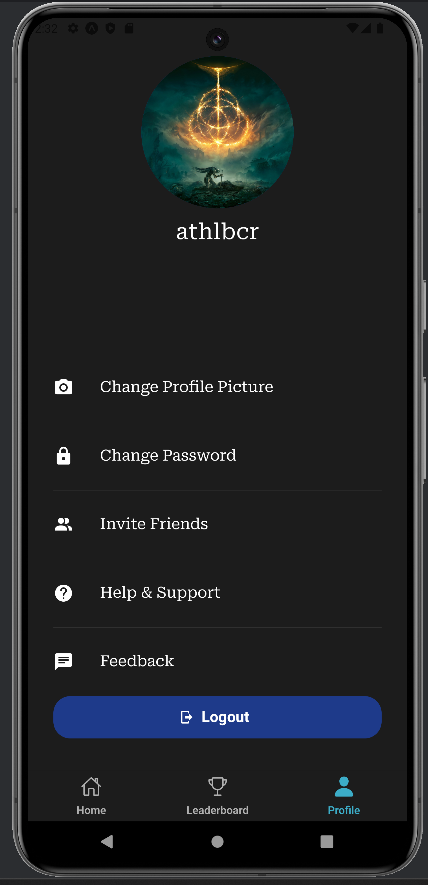 2:32
athlbcr
Change Profile Picture
Change Password
Invite Friends
Help & Support
Feedback
Logout
Home Leaderboard Profile